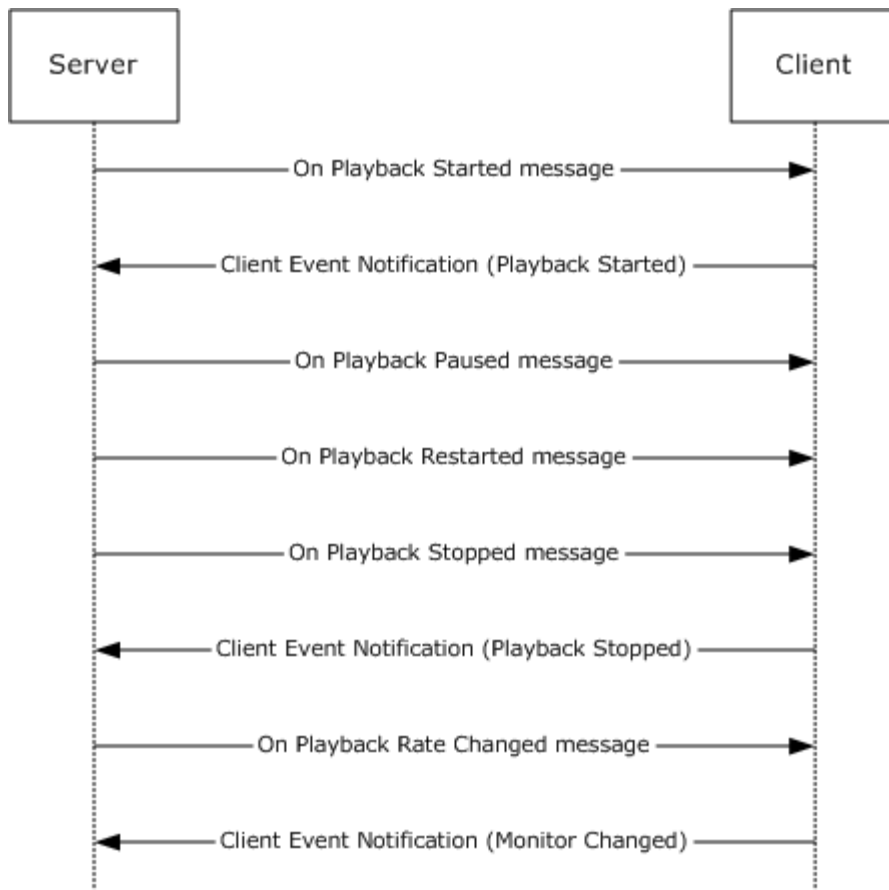 Server
Client
On Playback Started message
Client Event Notification (Playback Started)
On Playback Paused message
On Playback Restarted message
On Playback Stopped message
Client Event Notification (Playback Stopped)
On Playback Rate Changed message
Client Event Notification (Monitor Changed)